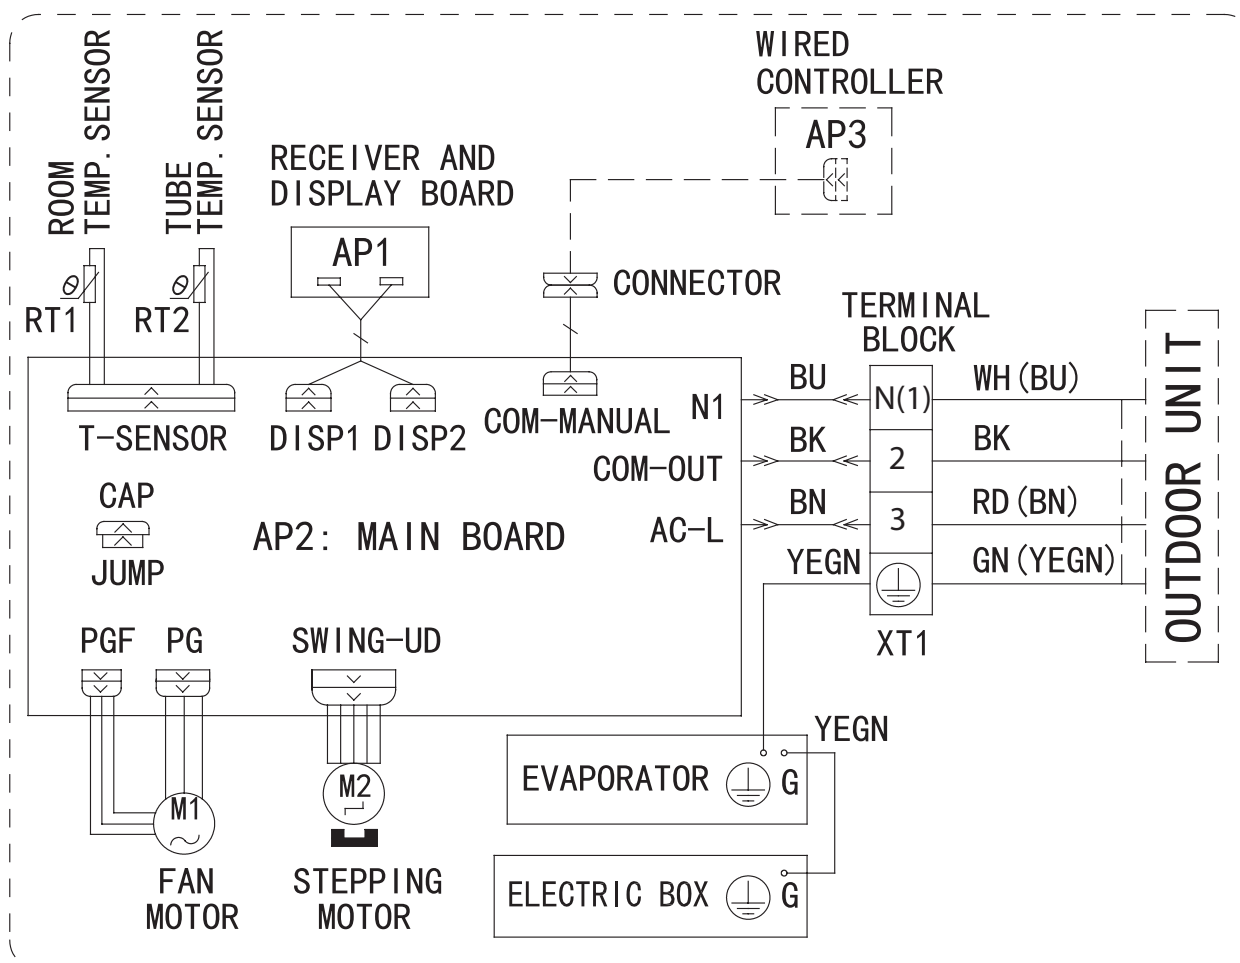 ROOM
TEMP. SENSOR
TUBE
TEMP. SENSOR
RECEIVER AND
DISPLAY BOARD
WIRED
CONTROLLER
AP3
AP1
CONNECTOR
θ
RT1
θ
RT2
TERMINAL
BLOCK
OUTDOOR UNIT
T-SENSOR
DISP1
DISP2
COM-MANUAL
N1
BU
N(1)
WH(BU)
COM-OUT
BK
2
BK
AC-L
BN
3
RD(BN)
YEGN
GN(YEGN)
XT1
CAP
JUMP
AP2: MAIN BOARD
PGF
PG
SWING-UD
M1
FAN
MOTOR
M2
STEPPING
MOTOR
YEGN
EVAPORATOR
G
ELECTRIC BOX
G